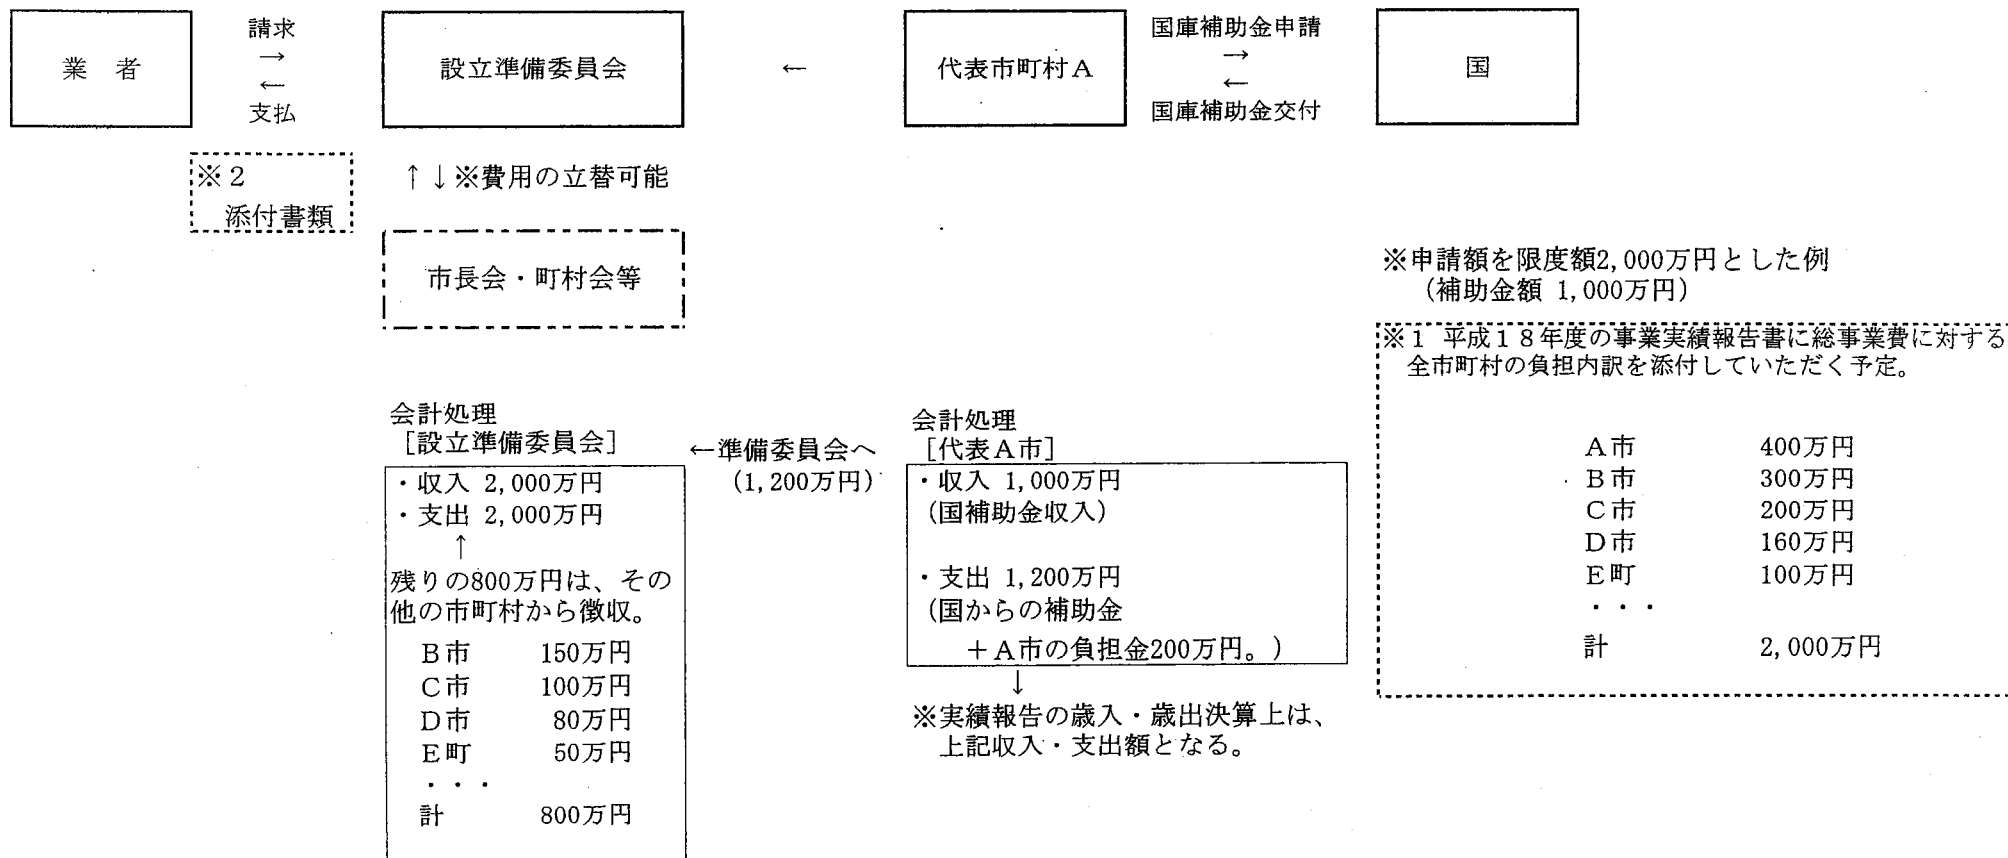 業　者
請求
→
←
支払
設立準備委員会
←
代表市町村Ａ
国庫補助金申請
→
←
国庫補助金交付
国
※２
添付書類
↑↓※費用の立替可能
市長会・町村会等
※申請額を限度額2,000万円とした例
（補助金額 1,000万円）
※１ 平成１８年度の事業実績報告書に総事業費に対する
全市町村の負担内訳を添付していただく予定。
Ａ市　400万円
Ｂ市　300万円
Ｃ市　200万円
Ｄ市　160万円
Ｅ町　100万円
・・・
計　2,000万円
会計処理
［設立準備委員会］
・収入 2,000万円
・支出 2,000万円
↑
残りの800万円は、その
他の市町村から徴収。
Ｂ市　150万円
Ｃ市　100万円
Ｄ市　80万円
Ｅ町　50万円
・・・
計　800万円
←準備委員会へ
（1,200万円）
会計処理
［代表Ａ市］
・収入 1,000万円
（国補助金収入）
・支出 1,200万円
（国からの補助金
＋Ａ市の負担金200万円。）
↓
※実績報告の歳入・歳出決算上は、
上記収入・支出額となる。